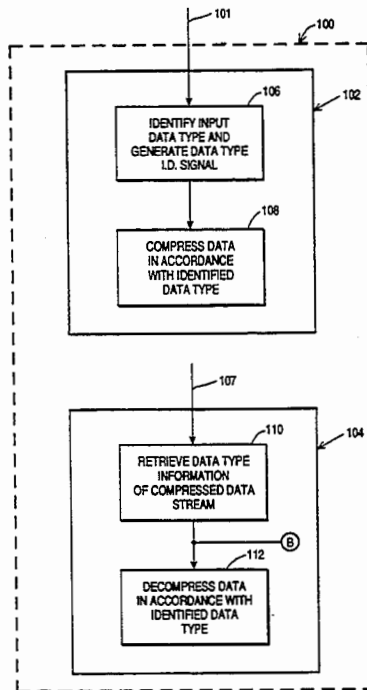 101
100
106
102
IDENTIFY INPUT
DATA TYPE AND
GENERATE DATA TYPE
I.D. SIGNAL
108
COMPRESS DATA
IN ACCORDANCE
WITH IDENTIFIED
DATA TYPE
107
110
104
RETRIEVE DATA TYPE
INFORMATION
OF COMPRESSED DATA
STREAM
B
112
DECOMPRESS DATA
IN ACCORDANCE WITH
IDENTIFIED DATA
TYPE